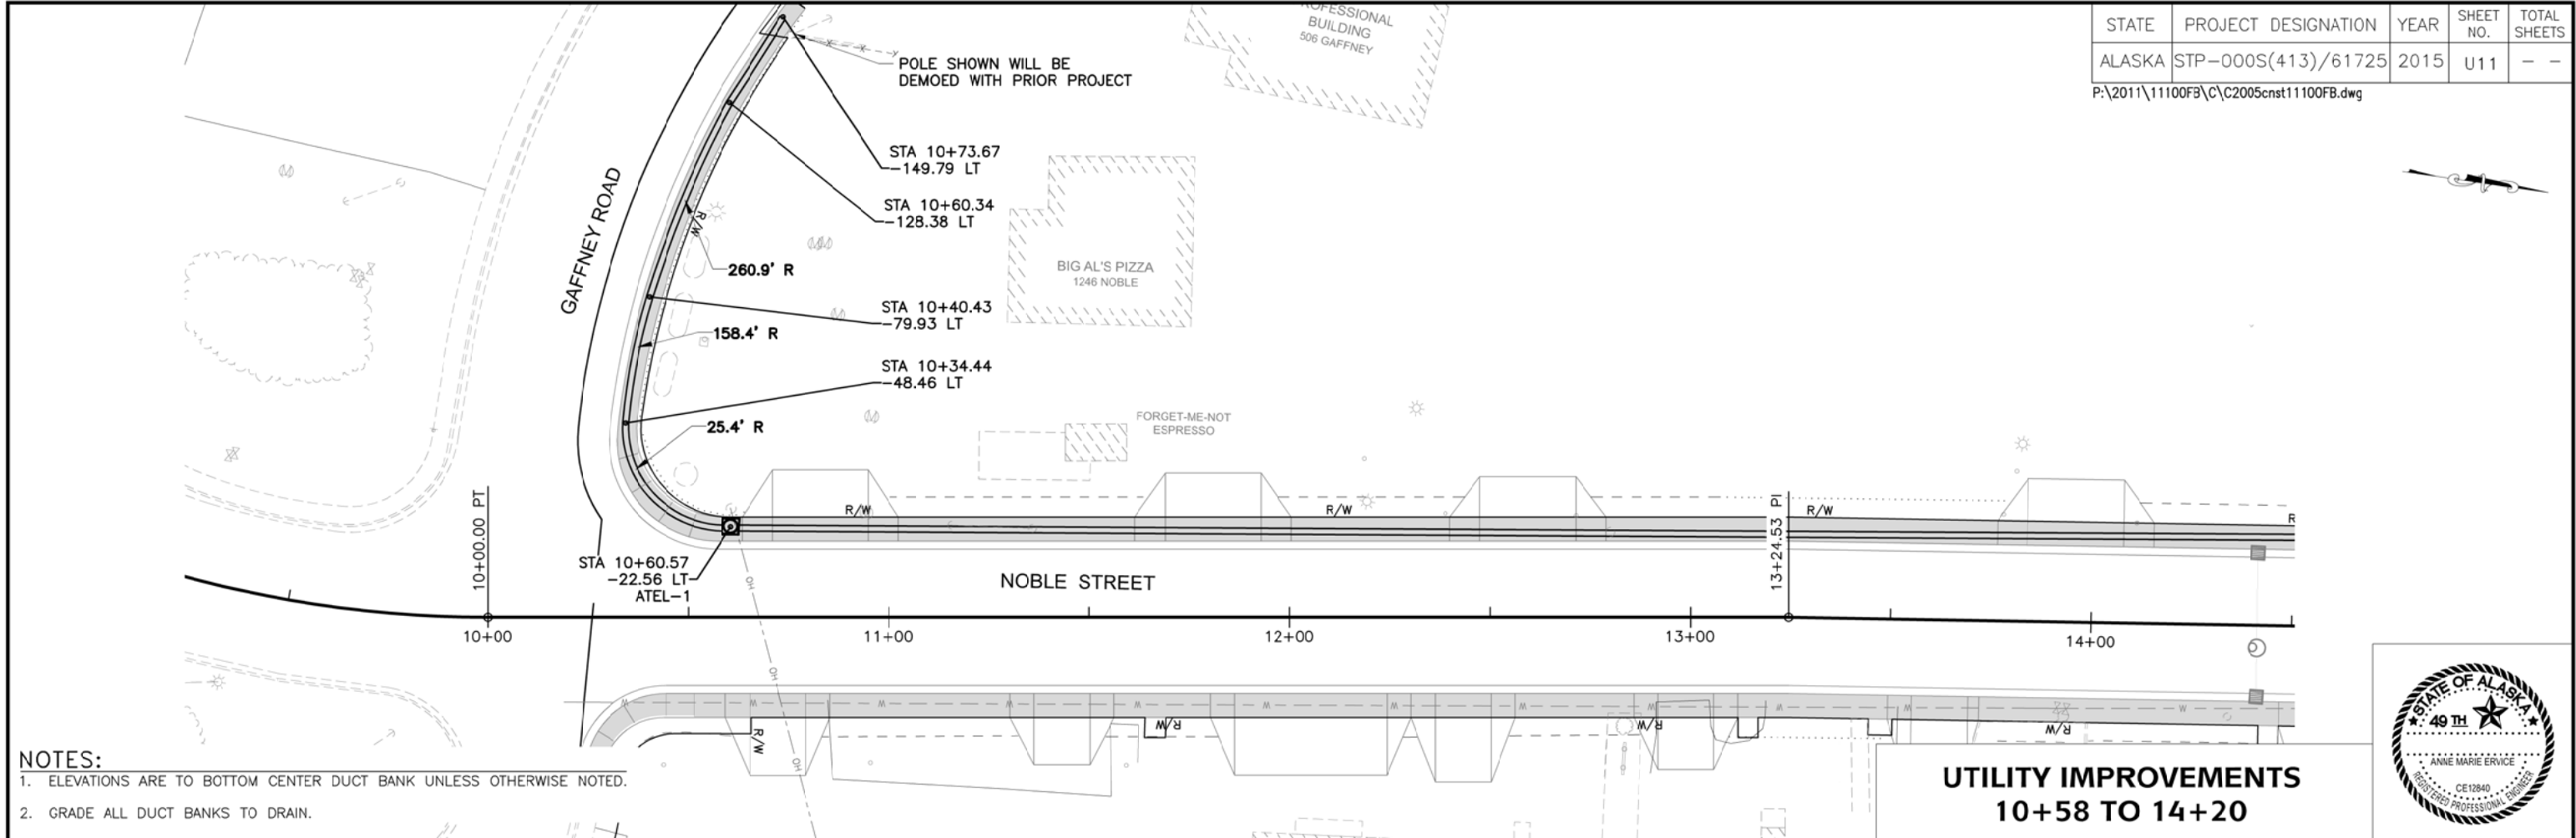 STATE PROJECT DESIGNATION YEAR SHEET NO. TOTAL SHEETS
ALASKA STP-000S(413)/61725 2015 U11 - -
P:\2011\11100FB\C\C2005cnst11100FB.dwg
BUILDING
506 GAFFNEY
POLE SHOWN WILL BE
DEMOED WITH PRIOR PROJECT
STA 10+73.67
-149.79 LT
STA 10+60.34
-128.38 LT
GAFFNEY ROAD
R/W
260.9' R
BIG AL'S PIZZA
1246 NOBLE
STA 10+40.43
-79.93 LT
158.4' R
STA 10+34.44
-48.46 LT
25.4' R
FORGET-ME-NOT
ESPRESSO
R/W
R/W
R/W
R
10+00.00 PT
13+24.53 PI
STA 10+60.57
-22.56 LT
ATEL-1
NOBLE STREET
OH
10+00
11+00
12+00
13+00
14+00
OH
W W W W W W W W W W
R/W
R/W
R/W
R/W
OH
NOTES:
1. ELEVATIONS ARE TO BOTTOM CENTER DUCT BANK UNLESS OTHERWISE NOTED.
2. GRADE ALL DUCT BANKS TO DRAIN.
UTILITY IMPROVEMENTS
10+58 TO 14+20
STATE OF ALASKA
49 TH
ANNE MARIE ERVICE
CE12840
REGISTERED PROFESSIONAL ENGINEER